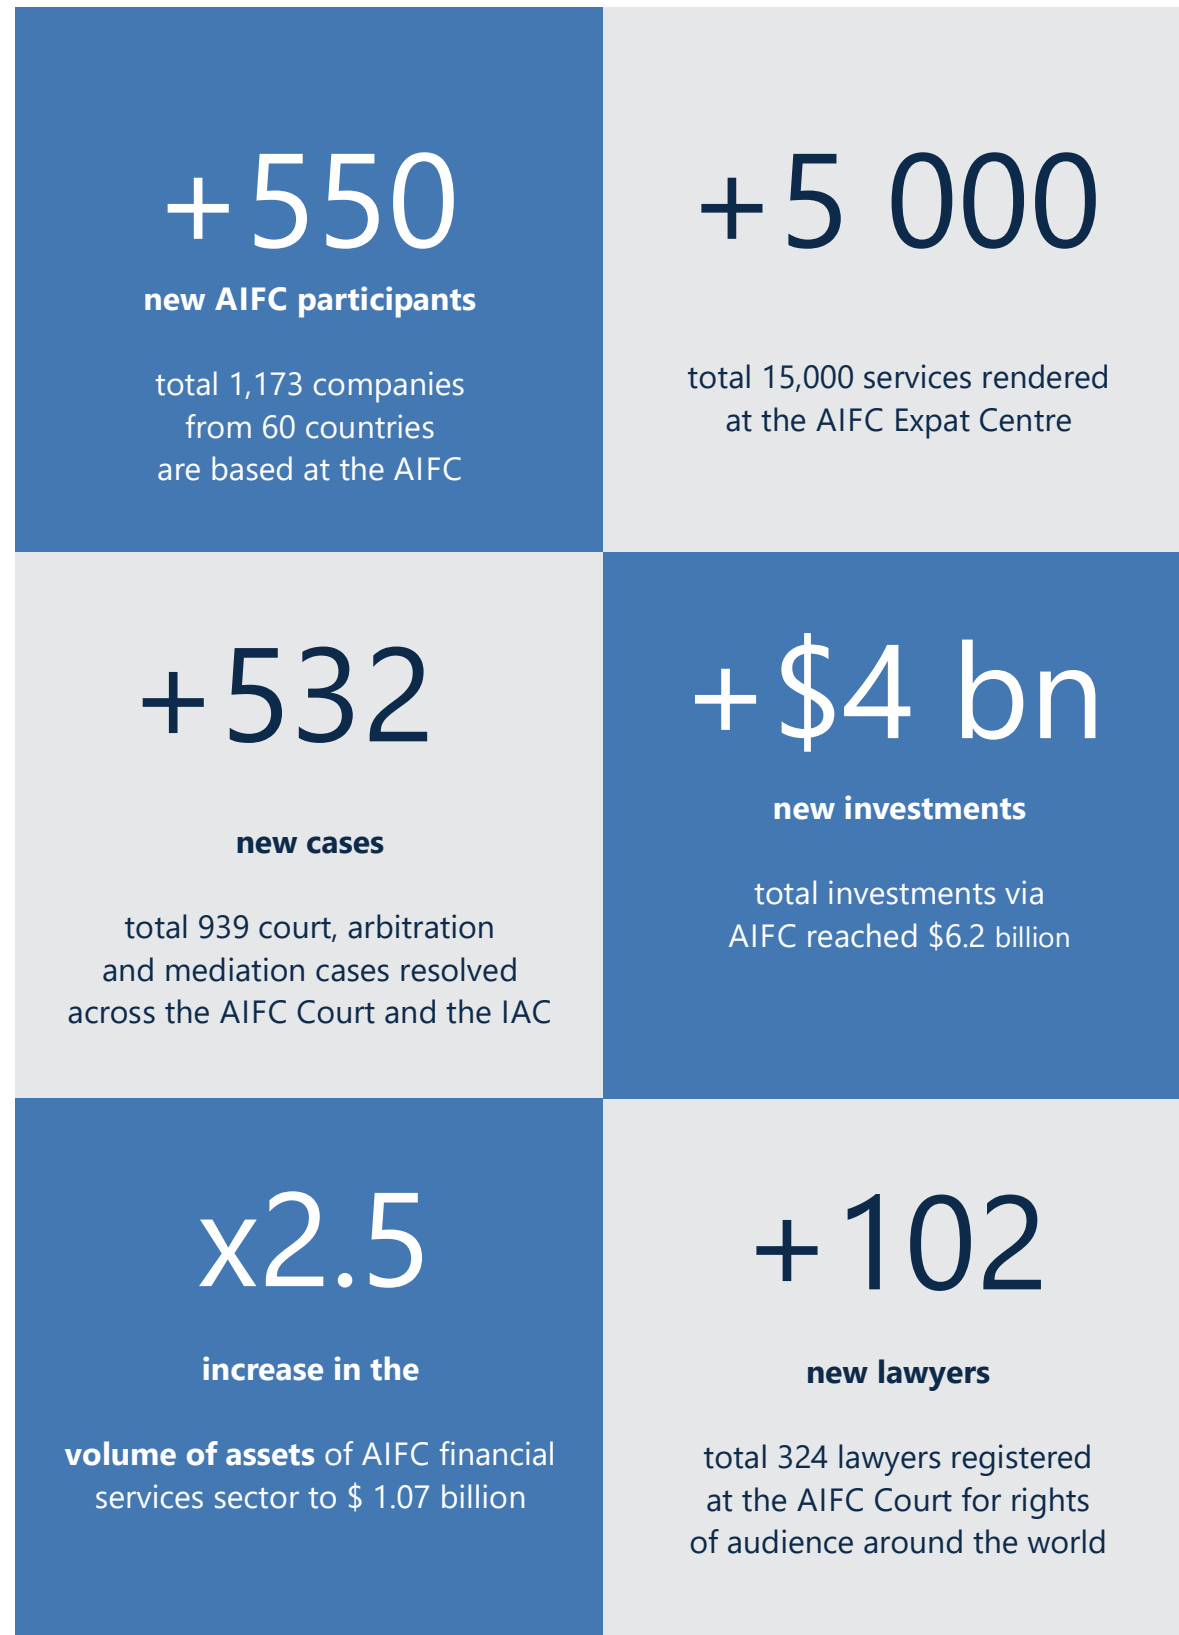 +550
new AIFC participants
total 1,173 companies
from 60 countries
are based at the AIFC
+5 000
total 15,000 services rendered
at the AIFC Expat Centre
+532
new cases
total 939 court, arbitration
and mediation cases resolved
across the AIFC Court and the IAC
+$4 bn
new investments
total investments via
AIFC reached $6.2 billion
x2.5
increase in the
volume of assets of AIFC financial
services sector to $ 1.07 billion
+102
new lawyers
total 324 lawyers registered
at the AIFC Court for rights
of audience around the world